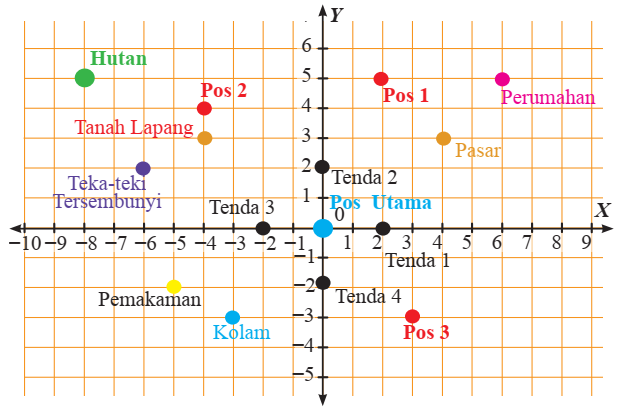 Y
6
Hutan
5
Pos 1
Perumahan
Pos 2
4
Tanah Lapang
3
Pasar
2
Tenda 2
Teka-teki
Tersembunyi
1
Pos Utama
Tenda 3
0
X
−10 −9 −8 −7 −6 −5 −4 −3 −2 −1 1 2 3 4 5 6 7 8 9
−1
Tenda 1
−2
Pemakaman
Tenda 4
−3
Kolam
Pos 3
−4
−5